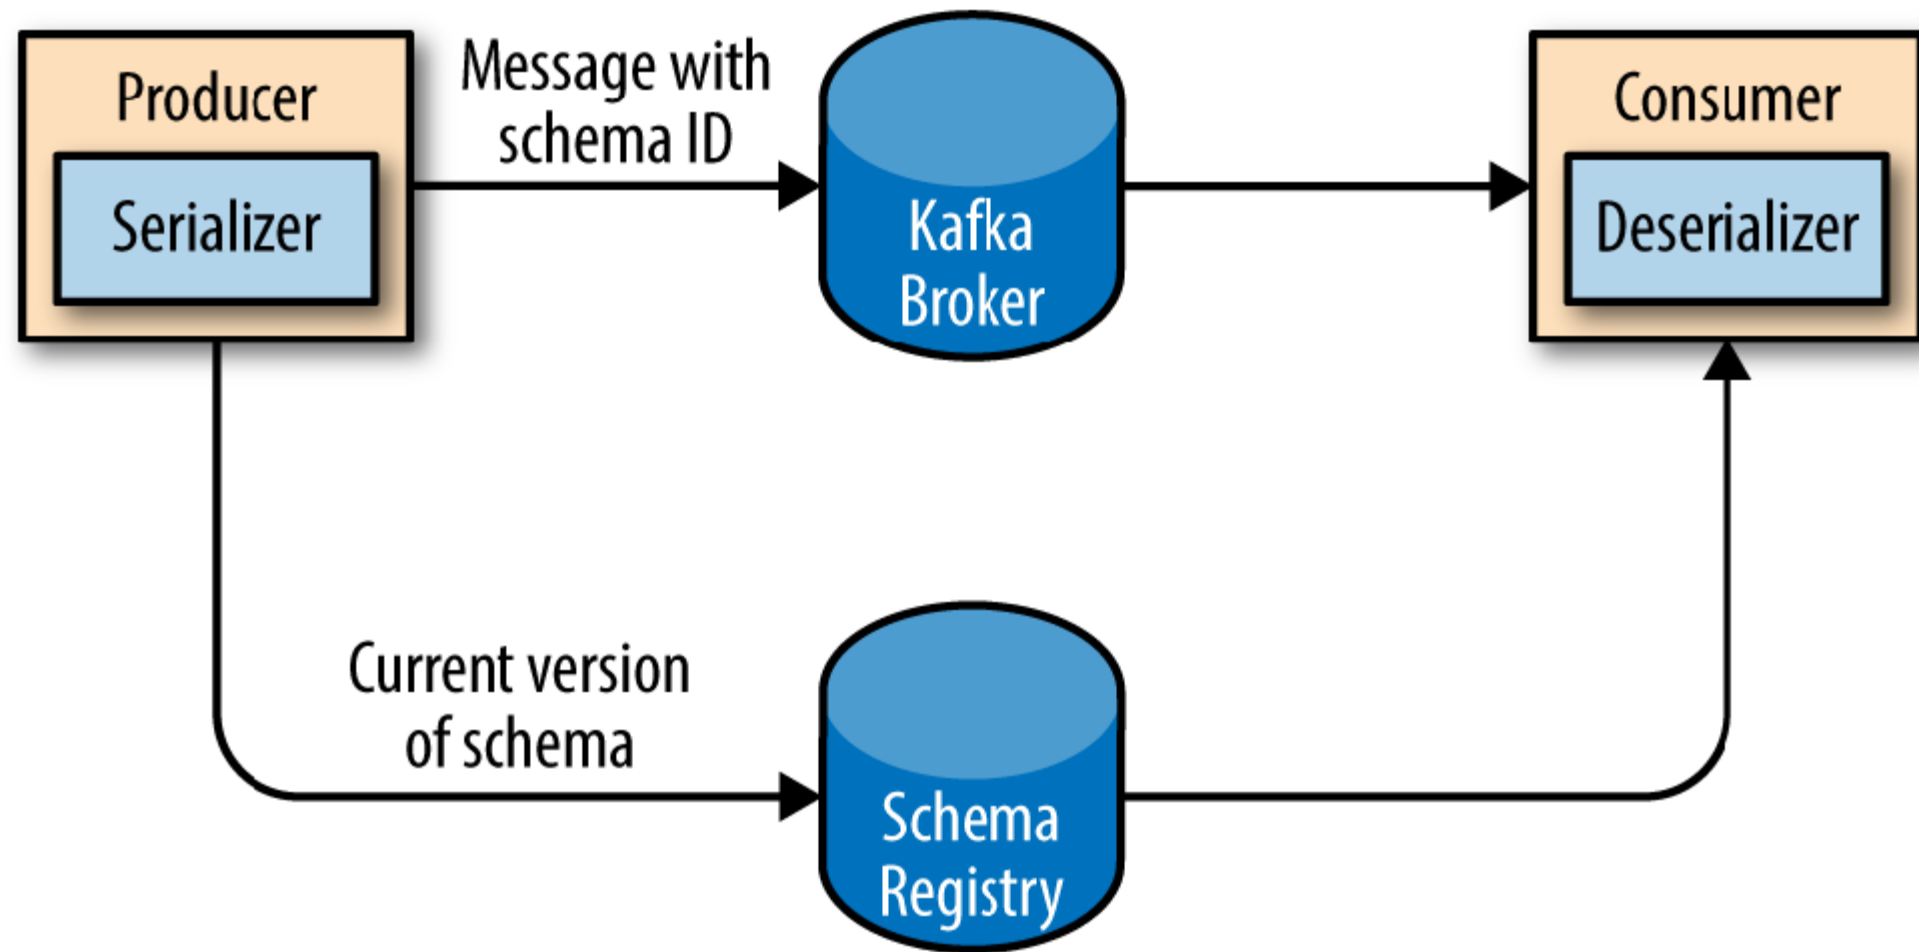 Producer
Serializer
Message with
schema ID
Kafka
Broker
Consumer
Deserializer
Current version
of schema
Schema
Registry